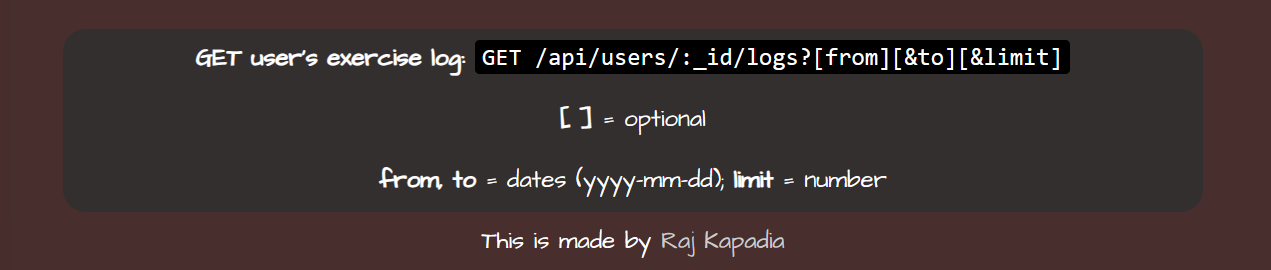 GET user's exercise log: GET /api/users/:_id/logs?[from][&to][&limit]
[ ] = optional
from, to = dates (yyyy-mm-dd); limit = number
This is made by Raj Kapadia